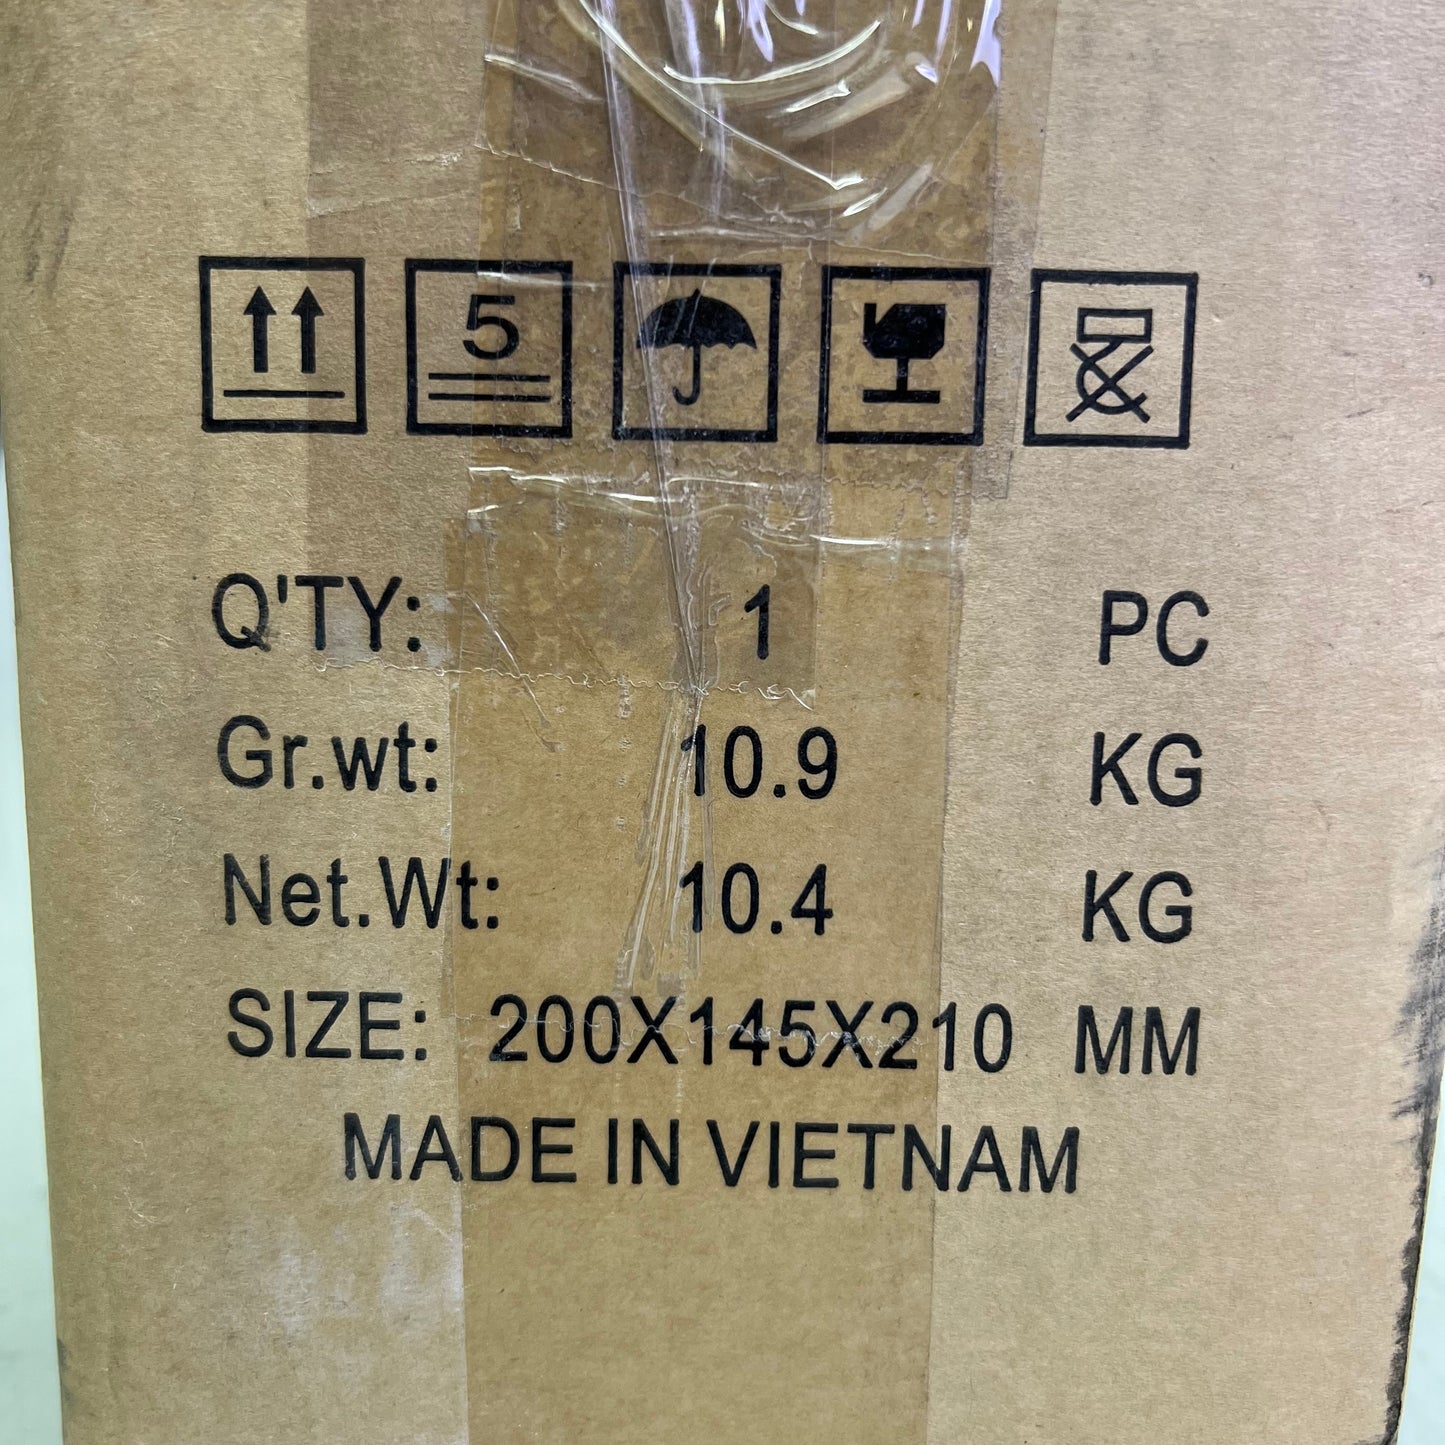 5
Q'TY: 1 PC
Gr.wt: 10.9 KG
Net.Wt: 10.4 KG
SIZE: 200X145X210 MM
MADE IN VIETNAM